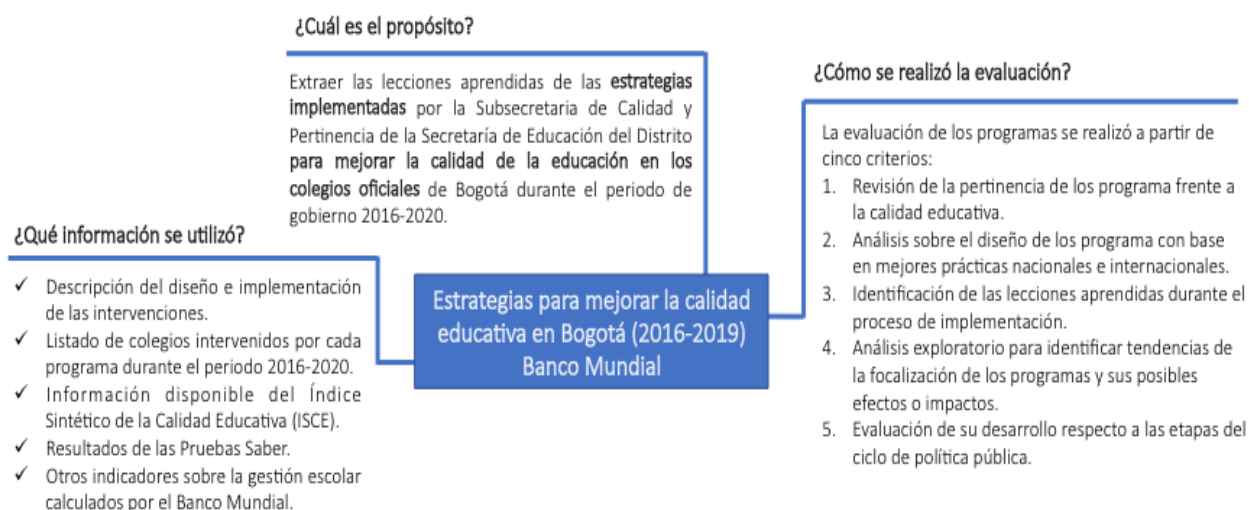 ¿Cuál es el propósito?
Extraer las lecciones aprendidas de las estrategias
implementadas por la Subsecretaria de Calidad y
Pertinencia de la Secretaría de Educación del Distrito
para mejorar la calidad de la educación en los
colegios oficiales de Bogotá durante el periodo de
gobierno 2016-2020.
¿Cómo se realizó la evaluación?
La evaluación de los programas se realizó a partir de
cinco criterios:
1. Revisión de la pertinencia de los programa frente a
la calidad educativa.
2. Análisis sobre el diseño de los programa con base
en mejores prácticas nacionales e internacionales.
3. Identificación de las lecciones aprendidas durante el
proceso de implementación.
4. Análisis exploratorio para identificar tendencias de
la focalización de los programas y sus posibles
efectos o impactos.
5. Evaluación de su desarrollo respecto a las etapas del
ciclo de política pública.
¿Qué información se utilizó?
✓ Descripción del diseño e implementación
de las intervenciones.
✓ Listado de colegios intervenidos por cada
programa durante el periodo 2016-2020.
✓ Información disponible del Índice
Sintético de la Calidad Educativa (ISCE).
✓ Resultados de las Pruebas Saber.
✓ Otros indicadores sobre la gestión escolar
calculados por el Banco Mundial.
Estrategias para mejorar la calidad
educativa en Bogotá (2016-2019)
Banco Mundial